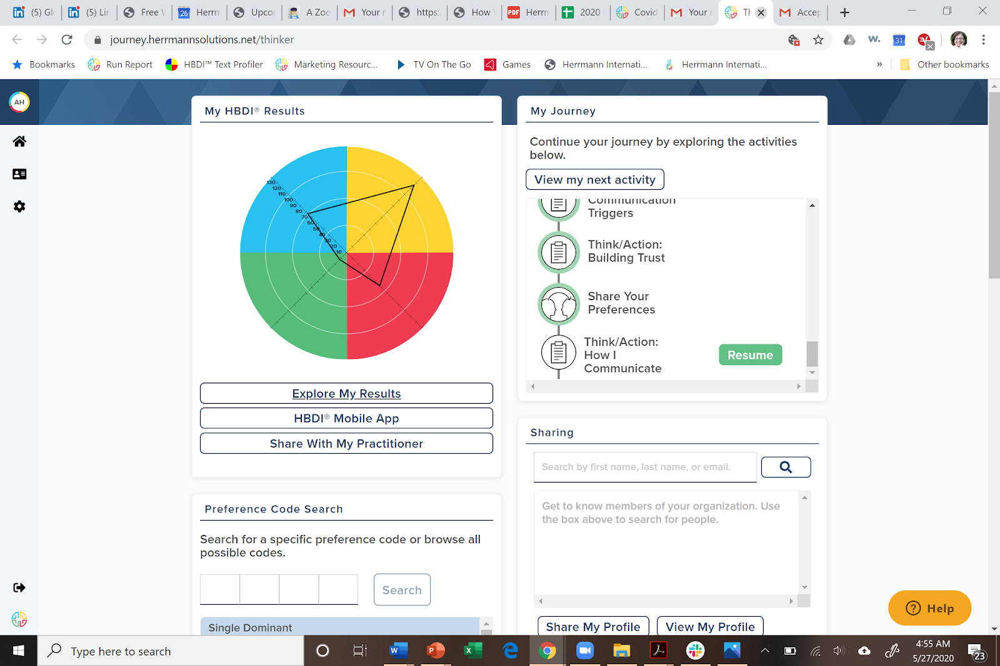 (5) Gl
(5) Lin
Free V
26
Herrm
Upcor
A Zoo
Your r
https:
How
PDF
Herrm
2020
Covid
Your r
Th
Accep
journey.herrmannsolutions.net/thinker
W.
31
Bookmarks
Run Report
HBDI™ Text Profiler
Marketing Resourc...
TV On The Go
Games
Herrmann Internati...
Herrmann Internati...
»
Other bookmarks
AH
My HBDI® Results
130
120
110
100
90
80
70
60
50
40
30
20
10
Explore My Results
HBDI® Mobile App
Share With My Practitioner
My Journey
Continue your journey by exploring the activities
below.
View my next activity
Communication
Triggers
Think/Action:
Building Trust
Share Your
Preferences
Think/Action:
How I
Communicate
Resume
Sharing
Search by first name, last name, or email.
Get to know members of your organization. Use
the box above to search for people.
Share My Profile
View My Profile
Preference Code Search
Search for a specific preference code or browse all
possible codes.
Search
Single Dominant
? Help
Type here to search
W
P
X
4:55 AM
5/27/2020
23